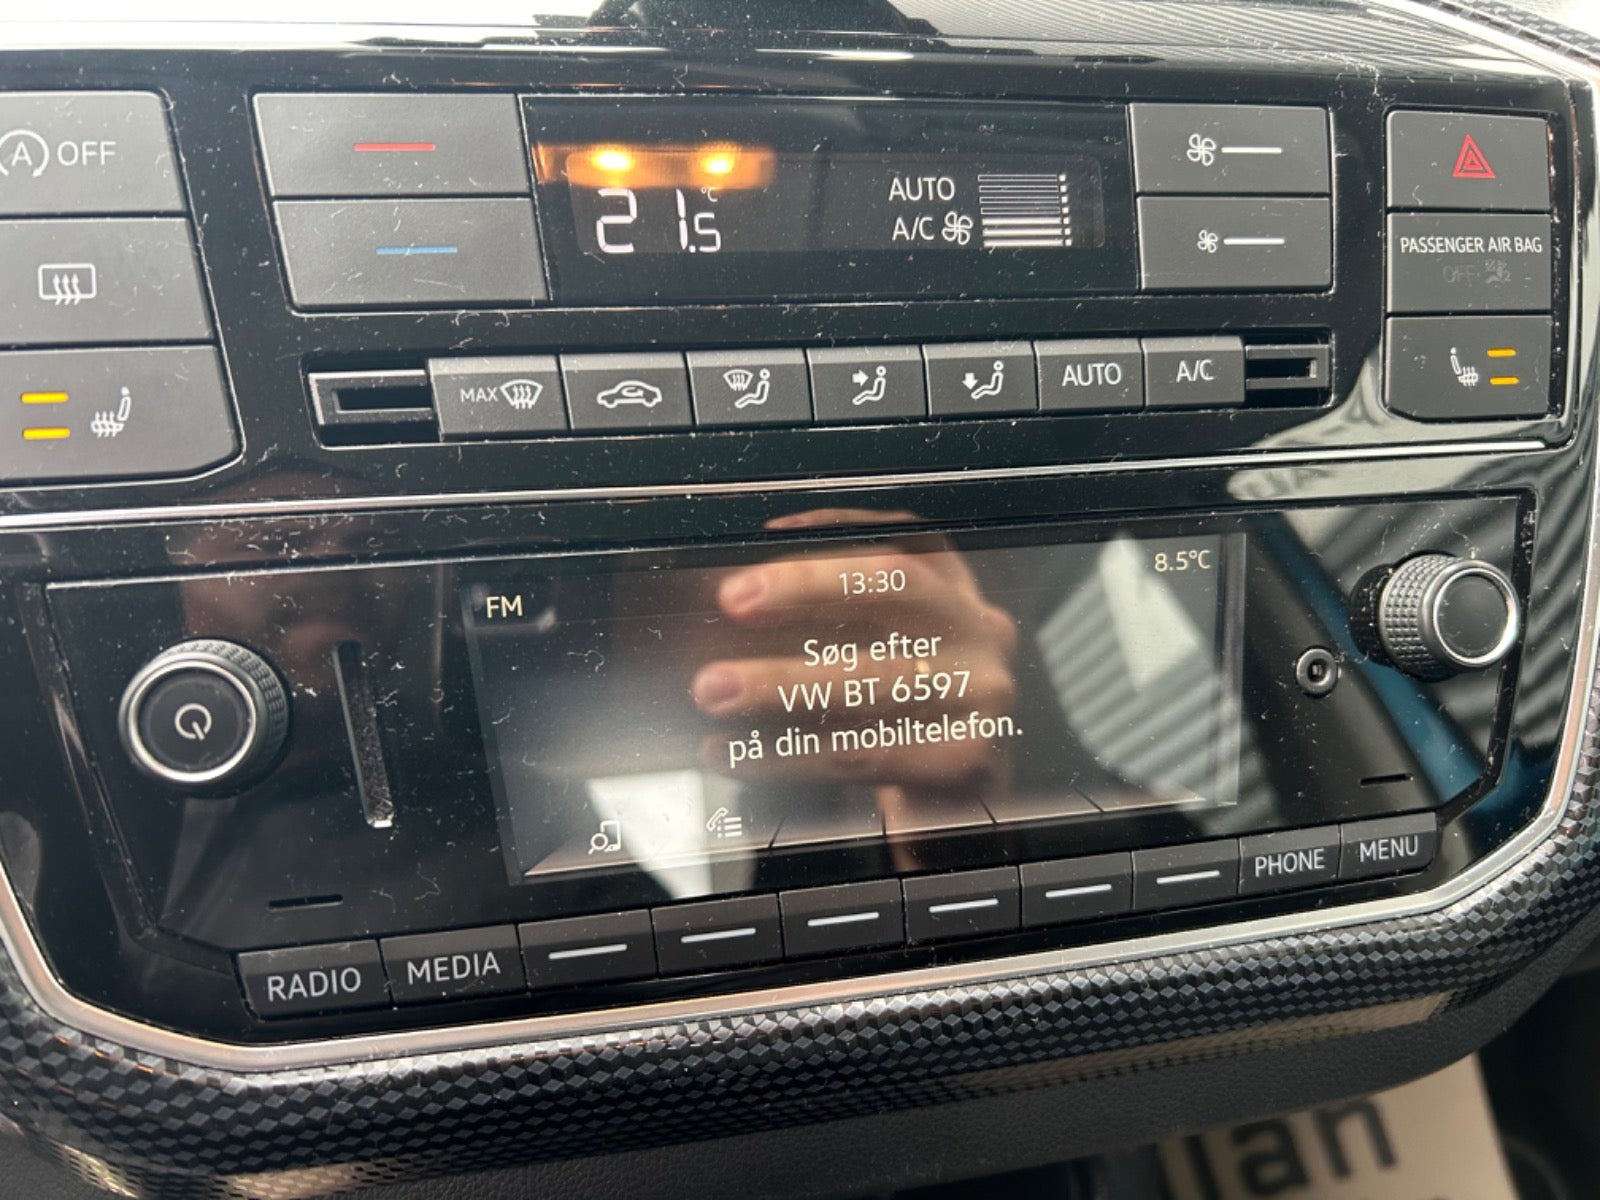 A OFF
21.5 °C
AUTO
A/C
PASSENGER AIR BAG
OFF
MAX
AUTO
A/C
FM
13:30
8.5°C
Søg efter
VW BT 6597
på din mobiltelefon.
RADIO
MEDIA
PHONE
MENU